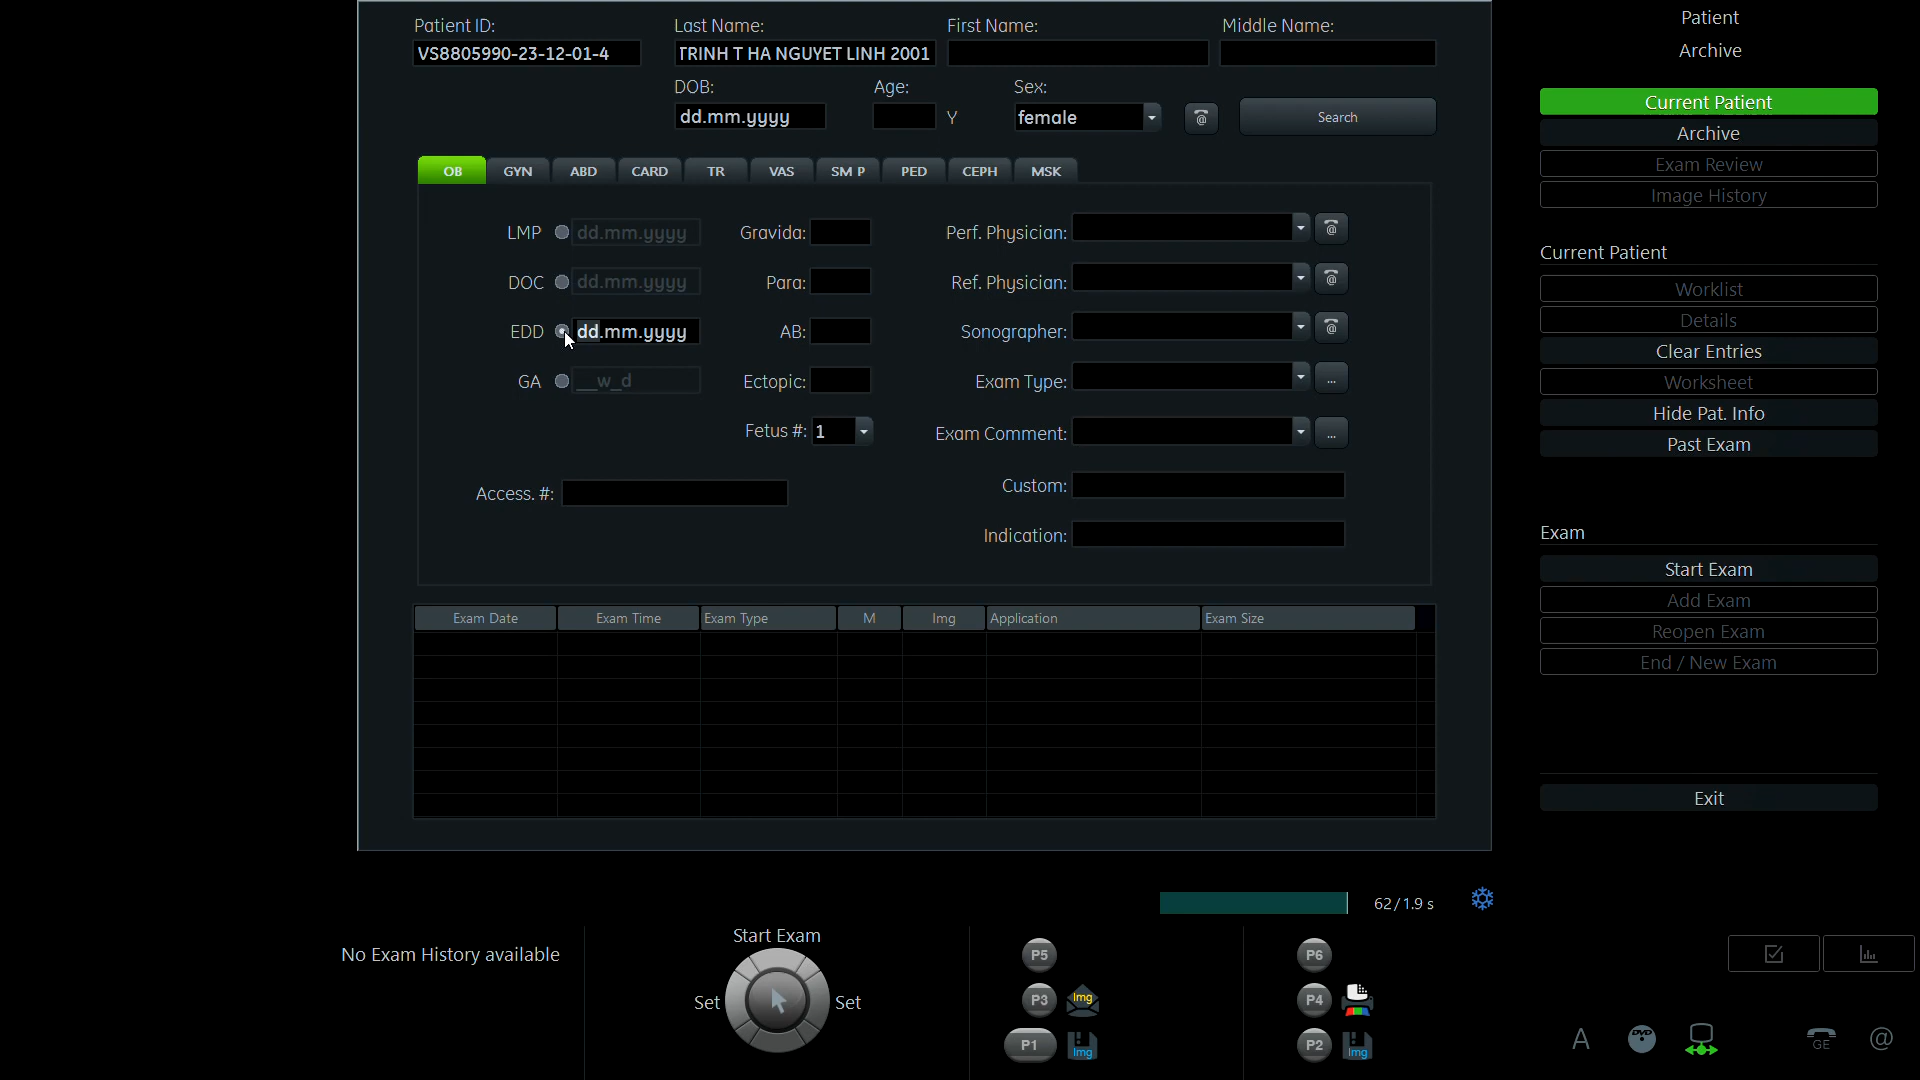 Patient ID: Last Name: First Name: Middle Name:
VS8805990-23-12-01-4 TRINH T HA NGUYET LINH 2001
DOB: Age: Sex:
dd.mm.yyyy Y female @ Search
OB GYN ABD CARD TR VAS SM P PED CEPH MSK
LMP dd.mm.yyyy Gravida: Perf. Physician: @
DOC dd.mm.yyyy Para: Ref. Physician: @
EDD dd.mm.yyyy AB: Sonographer: @
GA __w_d Ectopic: Exam Type: ...
Fetus #: 1 Exam Comment: ...
Access. #: Custom:
Indication:
Exam Date Exam Time Exam Type M Img Application Exam Size
Patient
Archive
Current Patient
Archive
Exam Review
Image History
Current Patient
Worklist
Details
Clear Entries
Worksheet
Hide Pat. Info
Past Exam
Exam
Start Exam
Add Exam
Reopen Exam
End / New Exam
Exit
62/1.9 s
No Exam History available
Start Exam
Set Set
P5
P3 Img
P1 Img
P6
P4
P2 Img
A DVD GE @